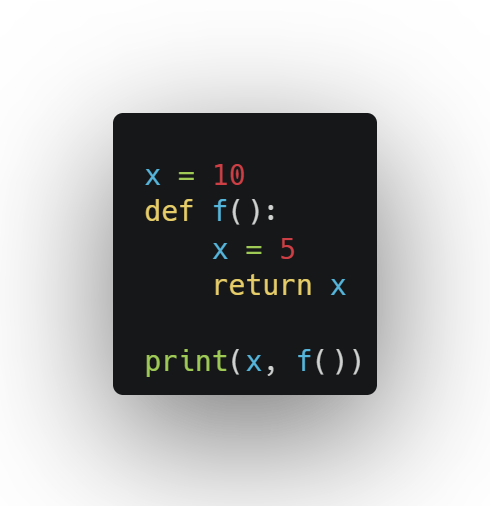 x = 10
def f():
    x = 5
    return x

print(x, f())